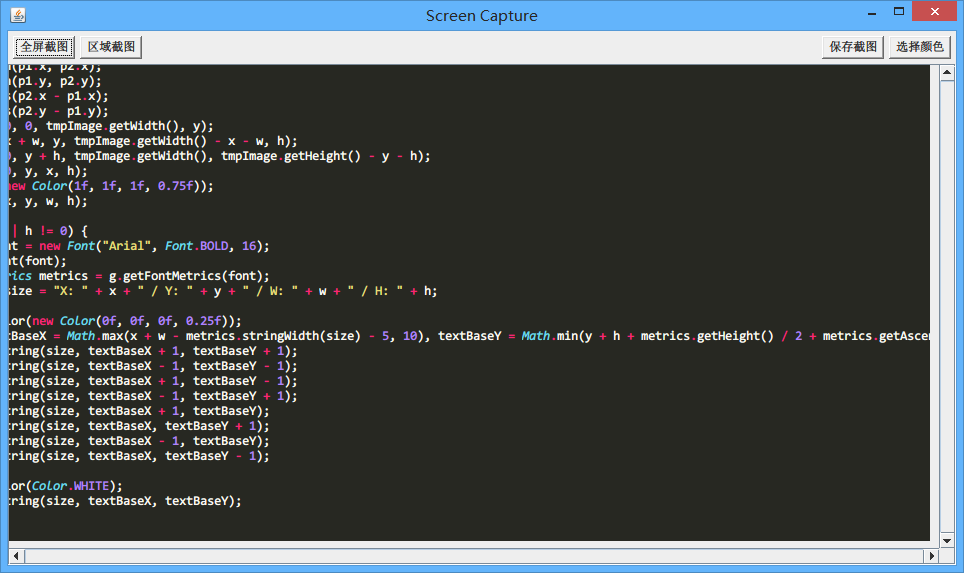 Screen Capture
全屏截图 区域截图 保存截图 选择颜色
(p1.x, p2.x);
(p1.y, p2.y);
(p2.x - p1.x);
(p2.y - p1.y);
, 0, tmpImage.getWidth(), y);
+ w, y, tmpImage.getWidth() - x - w, h);
, y + h, tmpImage.getWidth(), tmpImage.getHeight() - y - h);
, y, x, h);
new Color(1f, 1f, 1f, 0.75f));
, y, w, h);
| h != 0) {
nt = new Font("Arial", Font.BOLD, 16);
nt(font);
rics metrics = g.getFontMetrics(font);
size = "X: " + x + " / Y: " + y + " / W: " + w + " / H: " + h;
lor(new Color(0f, 0f, 0f, 0.25f));
tBaseX = Math.max(x + w - metrics.stringWidth(size) - 5, 10), textBaseY = Math.min(y + h + metrics.getHeight() / 2 + metrics.getAscen
tring(size, textBaseX + 1, textBaseY + 1);
tring(size, textBaseX - 1, textBaseY - 1);
tring(size, textBaseX + 1, textBaseY - 1);
tring(size, textBaseX - 1, textBaseY + 1);
tring(size, textBaseX + 1, textBaseY);
tring(size, textBaseX, textBaseY + 1);
tring(size, textBaseX - 1, textBaseY);
tring(size, textBaseX, textBaseY - 1);
lor(Color.WHITE);
tring(size, textBaseX, textBaseY);